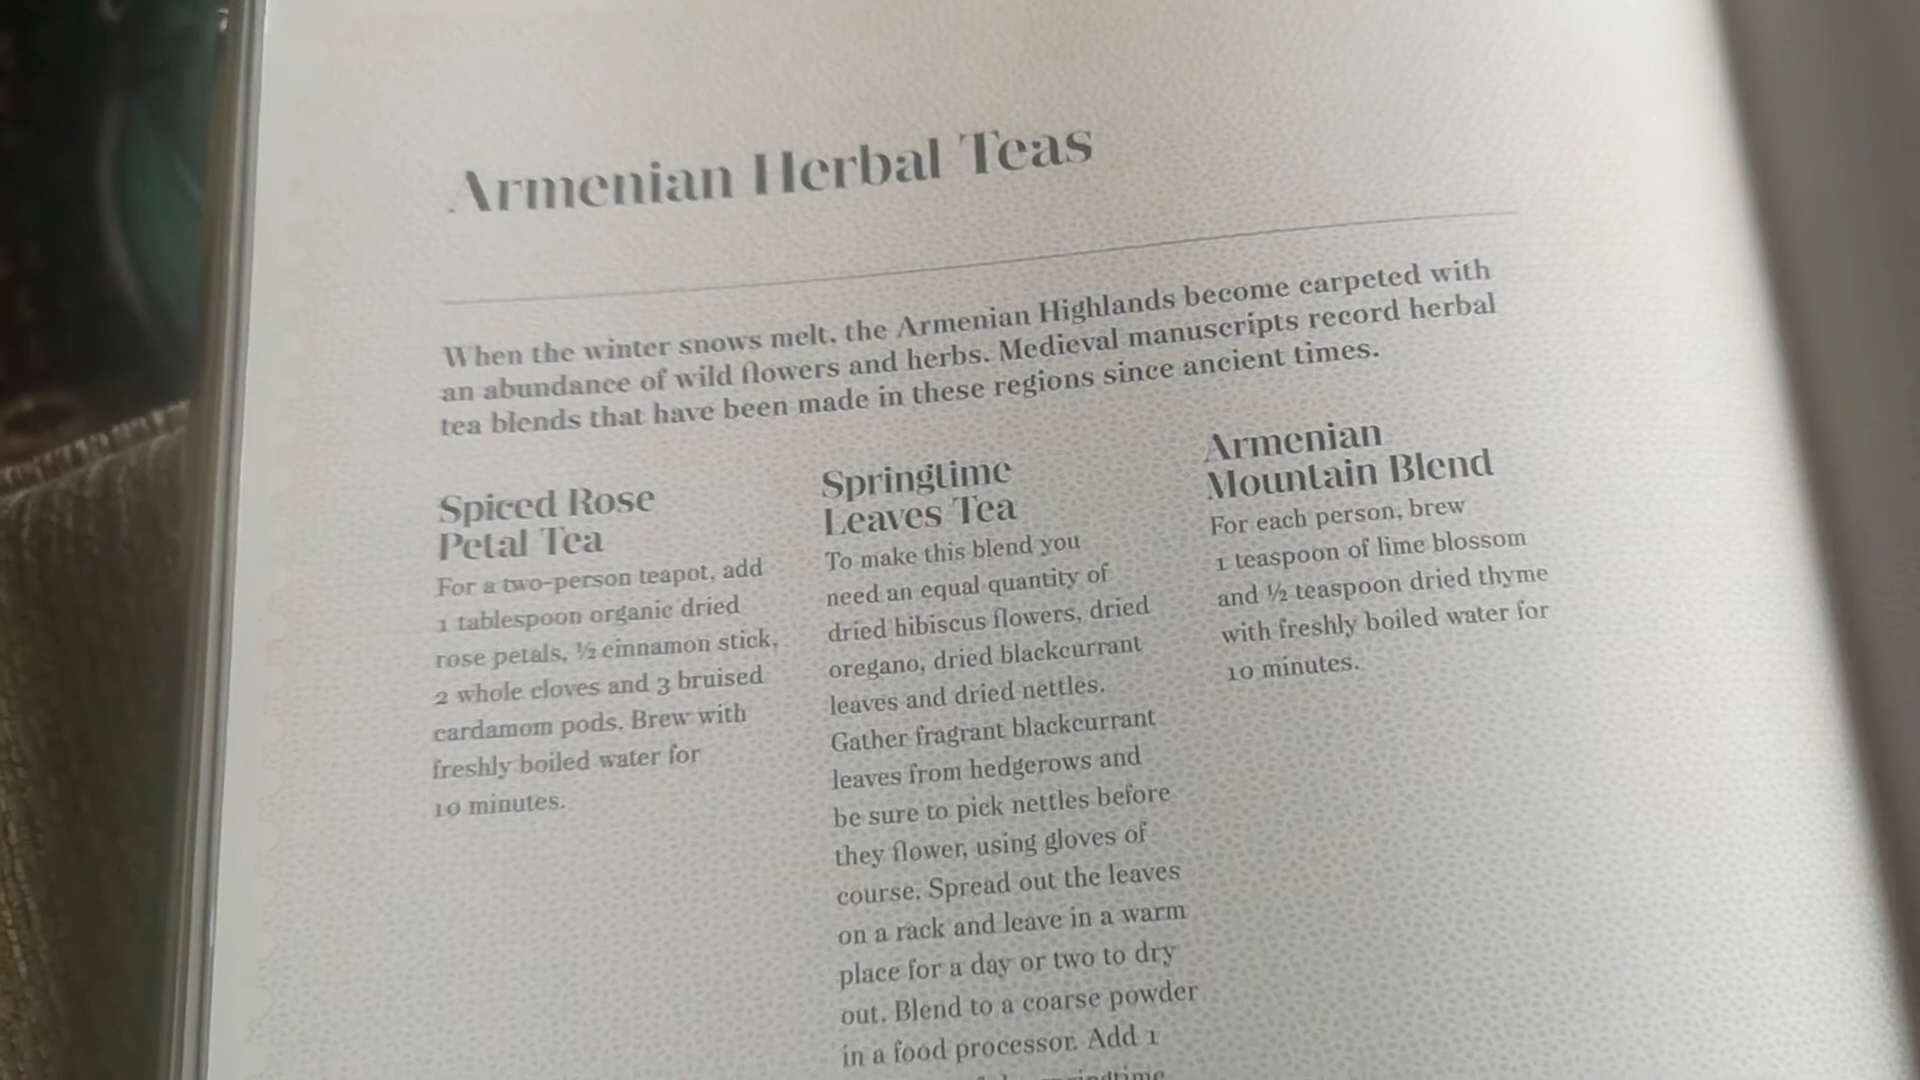 Armenian Herbal Teas
When the winter snows melt, the Armenian Highlands become carpeted with
an abundance of wild flowers and herbs. Medieval manuscripts record herbal
tea blends that have been made in these regions since ancient times.
Spiced Rose
Petal Tea
For a two-person teapot, add
1 tablespoon organic dried
rose petals, ½ cinnamon stick,
2 whole cloves and 3 bruised
cardamom pods. Brew with
freshly boiled water for
10 minutes.
Springtime
Leaves Tea
To make this blend you
need an equal quantity of
dried hibiscus flowers, dried
oregano, dried blackcurrant
leaves and dried nettles.
Gather fragrant blackcurrant
leaves from hedgerows and
be sure to pick nettles before
they flower, using gloves of
course. Spread out the leaves
on a rack and leave in a warm
place for a day or two to dry
out. Blend to a coarse powder
in a food processor. Add 1
Armenian
Mountain Blend
For each person, brew
1 teaspoon of lime blossom
and ½ teaspoon dried thyme
with freshly boiled water for
10 minutes.